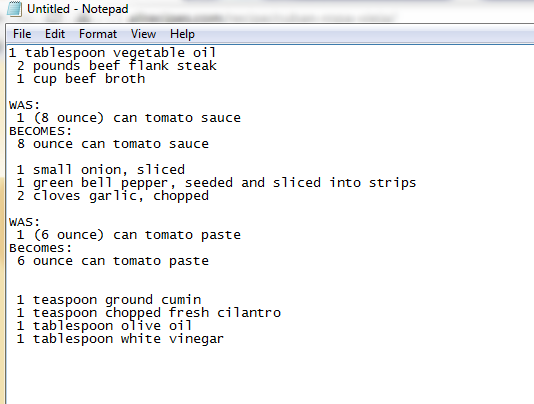 Untitled - Notepad
File Edit Format View Help
1 tablespoon vegetable oil
2 pounds beef flank steak
1 cup beef broth
WAS:
1 (8 ounce) can tomato sauce
BECOMES:
8 ounce can tomato sauce
1 small onion, sliced
1 green bell pepper, seeded and sliced into strips
2 cloves garlic, chopped
WAS:
1 (6 ounce) can tomato paste
Becomes:
6 ounce can tomato paste
1 teaspoon ground cumin
1 teaspoon chopped fresh cilantro
1 tablespoon olive oil
1 tablespoon white vinegar